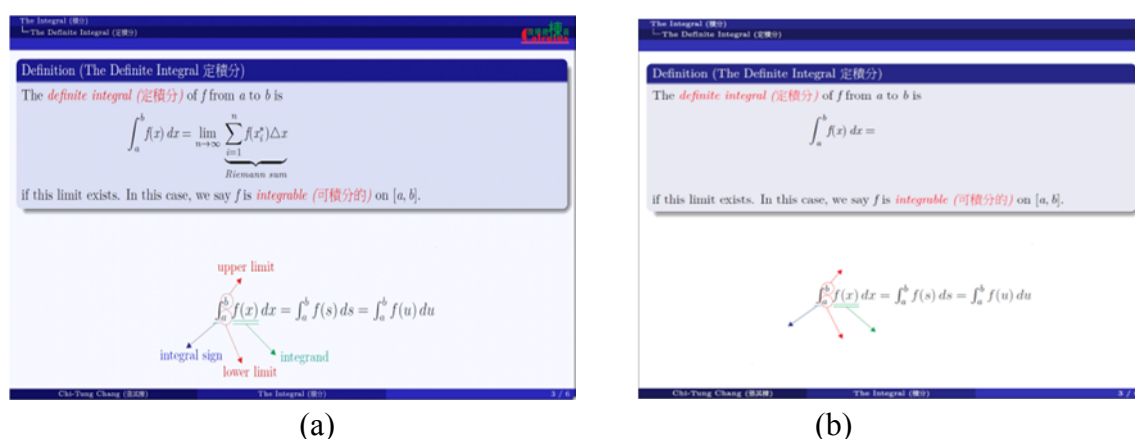 The Integral (積分)
The Definite Integral (定積分)
Calculus
Definition (The Definite Integral 定積分)
The definite integral (定積分) of f from a to b is
∫_a^b f(x) dx = lim_{n→∞} ∑_{i=1}^n f(x_i^*)△x
Riemann sum
if this limit exists. In this case, we say f is integrable (可積分的) on [a, b].
upper limit
∫_a^b f(x) dx = ∫_a^b f(s) ds = ∫_a^b f(u) du
integral sign
integrand
lower limit
Chi-Tung Chang
The Integral (積分)
3 / 6
(a)
The Integral (積分)
The Definite Integral (定積分)
Definition (The Definite Integral 定積分)
The definite integral (定積分) of f from a to b is
∫_a^b f(x) dx =
if this limit exists. In this case, we say f is integrable (可積分的) on [a, b].
∫_a^b f(x) dx = ∫_a^b f(s) ds = ∫_a^b f(u) du
Chi-Tung Chang
The Integral (積分)
3 /
(b)